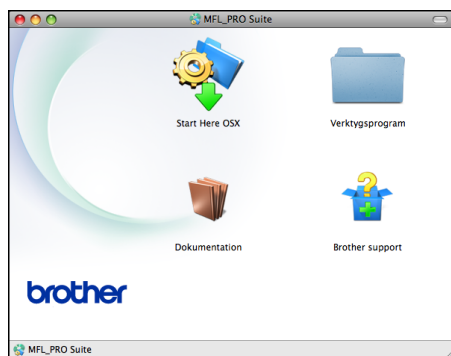 MFL_PRO Suite
Start Here OSX
Verktygsprogram
Dokumentation
Brother support
brother
MFL_PRO Suite